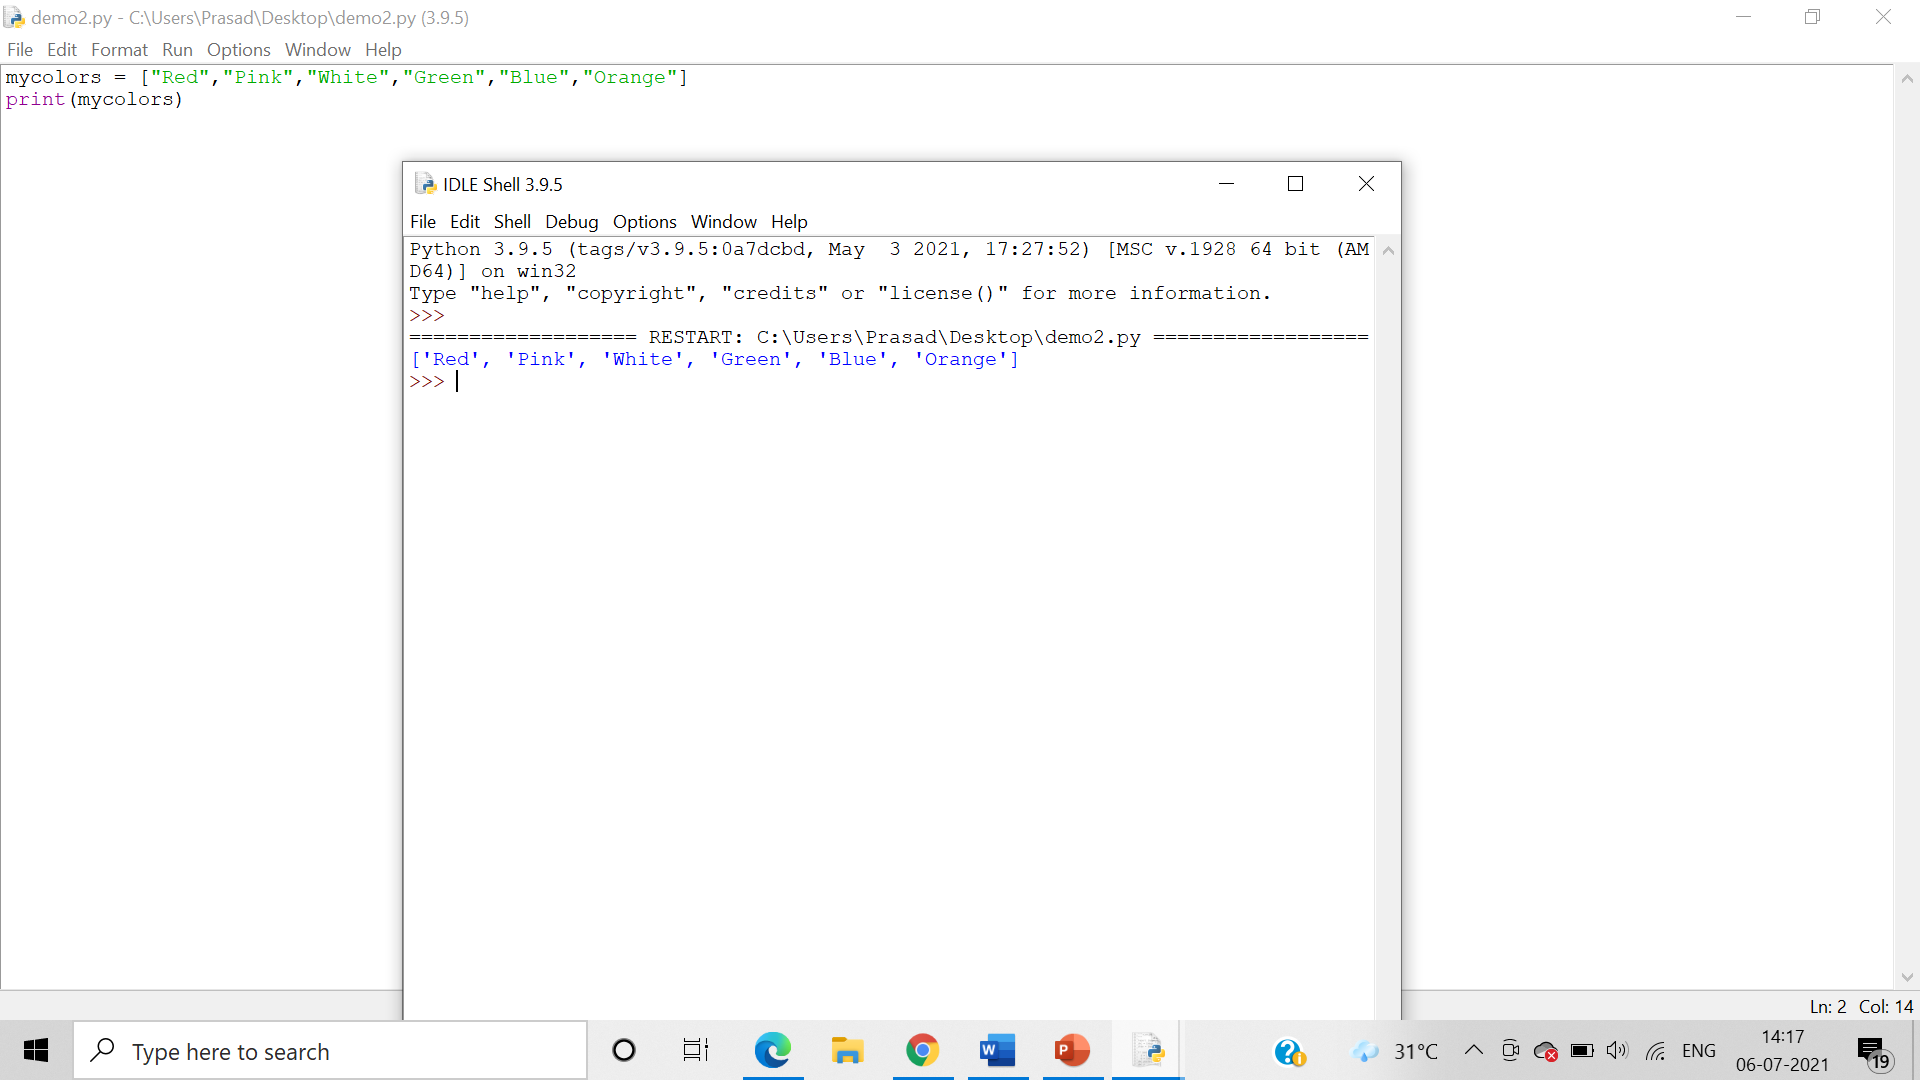 demo2.py - C:\Users\Prasad\Desktop\demo2.py (3.9.5)
File Edit Format Run Options Window Help
mycolors = ["Red","Pink","White","Green","Blue","Orange"]
print(mycolors)
IDLE Shell 3.9.5
File Edit Shell Debug Options Window Help
Python 3.9.5 (tags/v3.9.5:0a7dcbd, May  3 2021, 17:27:52) [MSC v.1928 64 bit (AM
D64)] on win32
Type "help", "copyright", "credits" or "license()" for more information.
>>>
=================== RESTART: C:\Users\Prasad\Desktop\demo2.py ==================
['Red', 'Pink', 'White', 'Green', 'Blue', 'Orange']
>>>
Ln: 2 Col: 14
Type here to search
W
P
31°C
ENG
14:17
06-07-2021
19